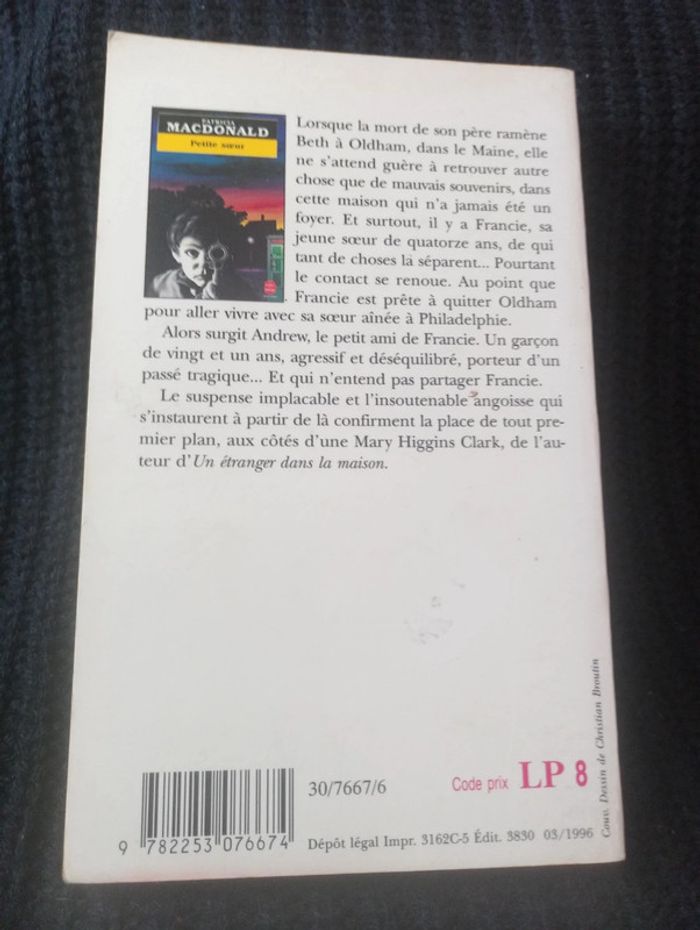 PATRICIA
MACDONALD
Petite sœur
Lorsque la mort de son père ramène
Beth à Oldham, dans le Maine, elle
ne s'attend guère à retrouver autre
chose que de mauvais souvenirs, dans
cette maison qui n'a jamais été un
foyer. Et surtout, il y a Francie, sa
jeune sœur de quatorze ans, de qui
tant de choses la séparent... Pourtant
le contact se renoue. Au point que
Francie est prête à quitter Oldham
pour aller vivre avec sa sœur aînée à Philadelphie.
Alors surgit Andrew, le petit ami de Francie. Un garçon
de vingt et un ans, agressif et déséquilibré, porteur d'un
passé tragique... Et qui n'entend pas partager Francie.
Le suspense implacable et l'insoutenable angoisse qui
s'instaurent à partir de là confirment la place de tout pre-
mier plan, aux côtés d'une Mary Higgins Clark, de l'au-
teur d'Un étranger dans la maison.
30/7667/6
Code prix LP 8
9 782253 076674
Dépôt légal Impr. 3162C-5 Édit. 3830 03/1996
Couv. Dessin de Christian Broutin